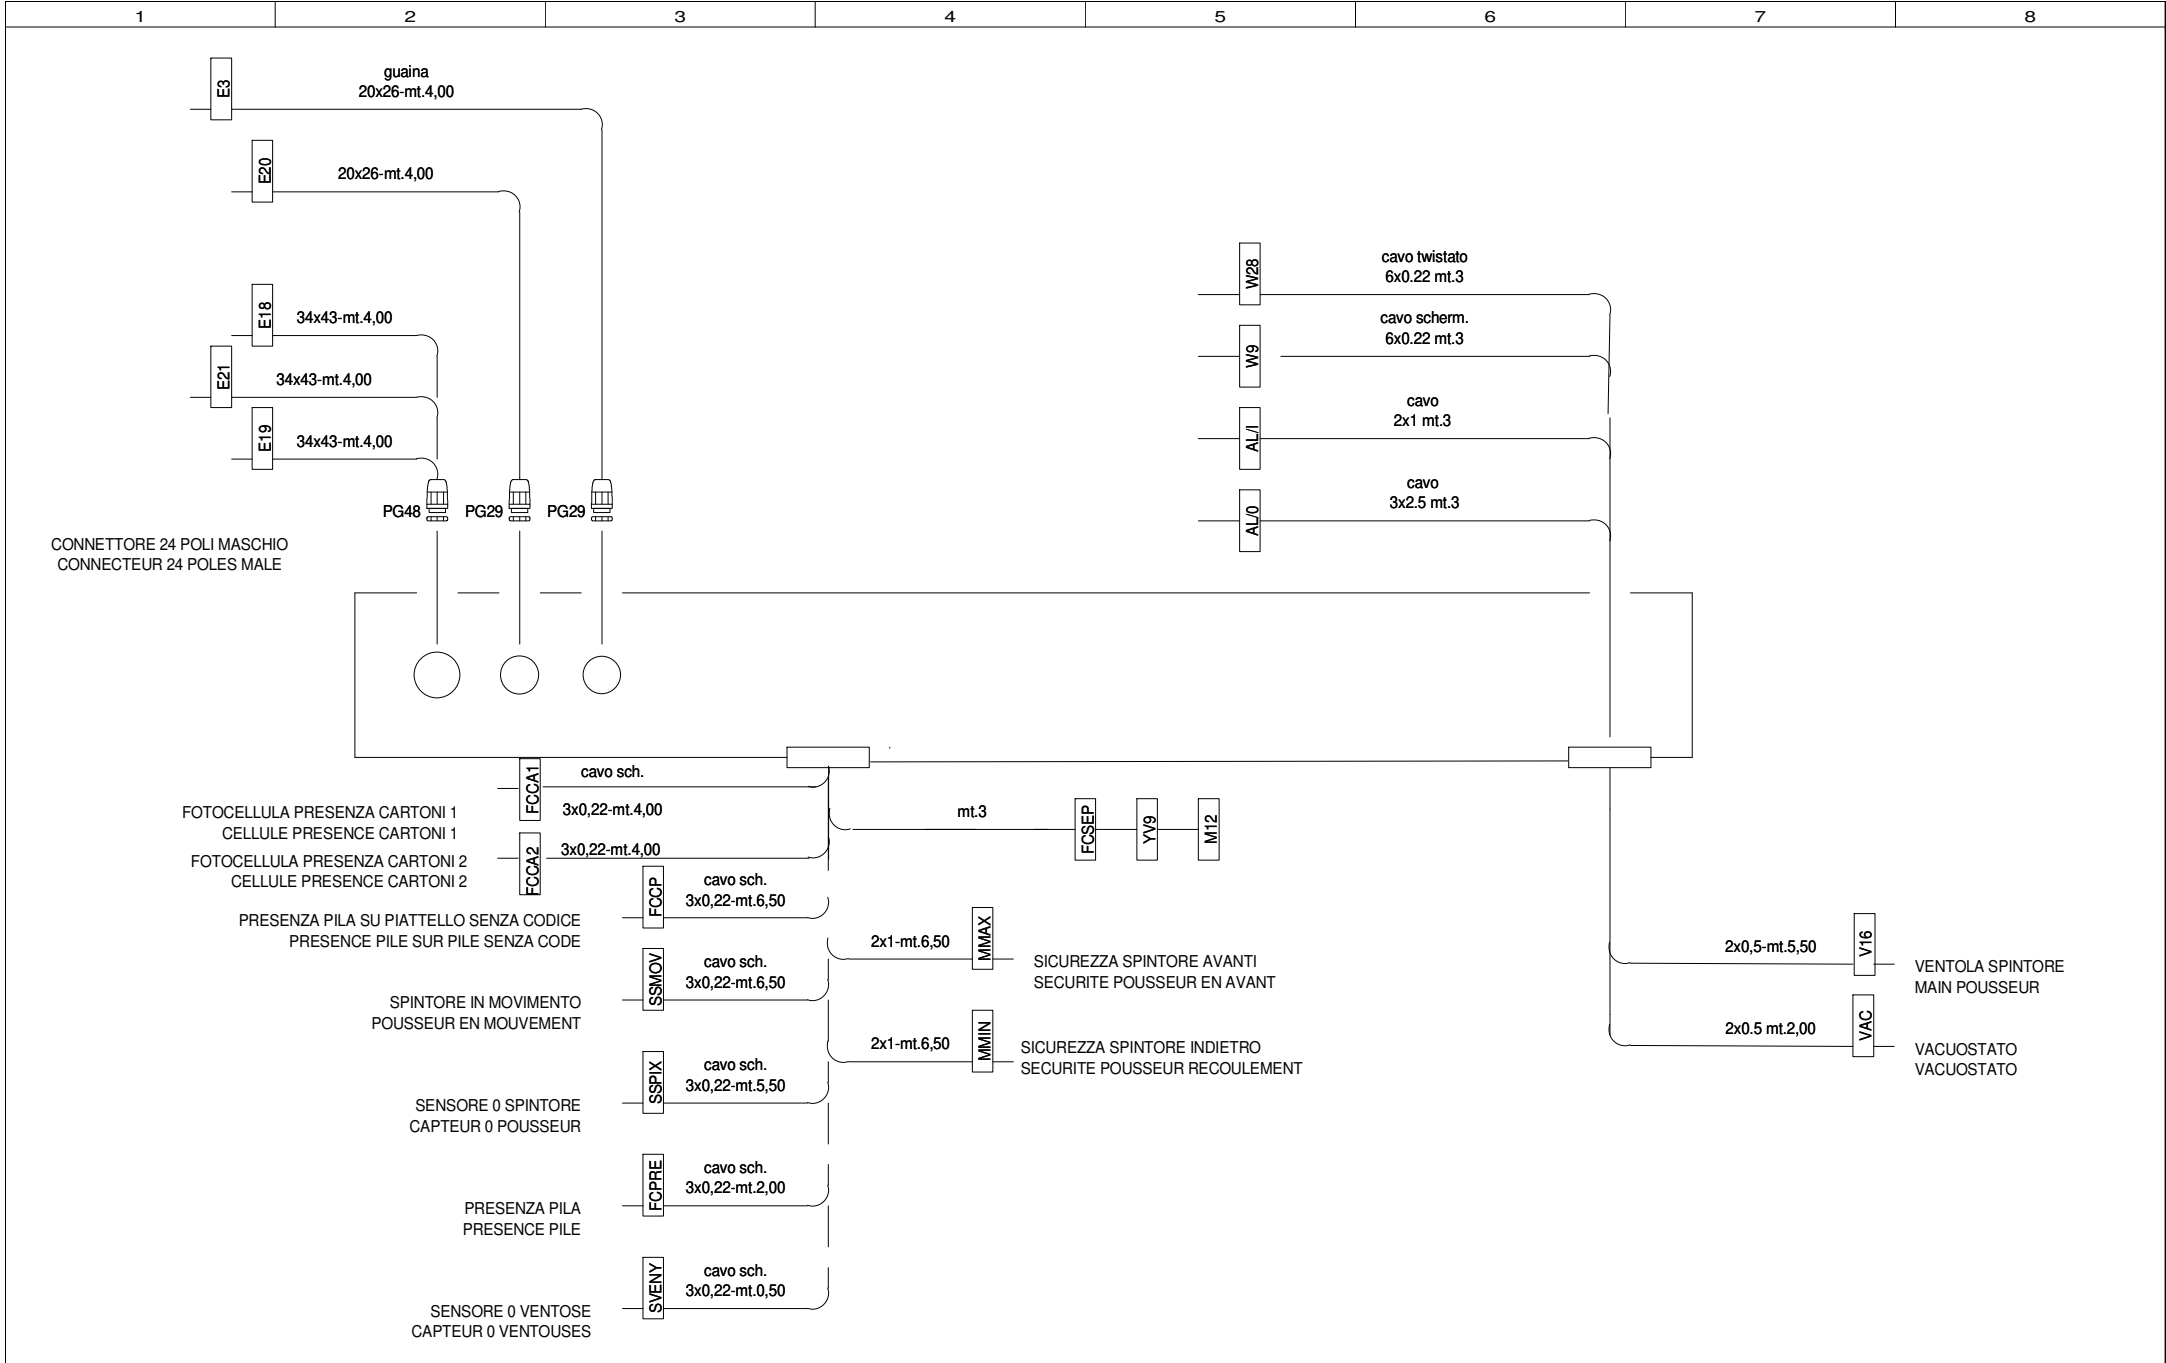 1 2 3 4 5 6 7 8
E3
guaina
20x26-mt.4,00
E20
20x26-mt.4,00
E18
34x43-mt.4,00
E21
34x43-mt.4,00
E19
34x43-mt.4,00
PG48 PG29 PG29
CONNETTORE 24 POLI MASCHIO
CONNECTEUR 24 POLES MALE
W28
cavo twistato
6x0.22 mt.3
W9
cavo scherm.
6x0.22 mt.3
AL/I
cavo
2x1 mt.3
AL/0
cavo
3x2.5 mt.3
FCCA1
cavo sch.
3x0,22-mt.4,00
FOTOCELLULA PRESENZA CARTONI 1
CELLULE PRESENCE CARTONI 1
FCCA2
3x0,22-mt.4,00
FOTOCELLULA PRESENZA CARTONI 2
CELLULE PRESENCE CARTONI 2
FCCP
cavo sch.
3x0,22-mt.6,50
PRESENZA PILA SU PIATTELLO SENZA CODICE
PRESENCE PILE SUR PILE SENZA CODE
SSMOV
cavo sch.
3x0,22-mt.6,50
SPINTORE IN MOVIMENTO
POUSSEUR EN MOUVEMENT
SSPIX
cavo sch.
3x0,22-mt.5,50
SENSORE 0 SPINTORE
CAPTEUR 0 POUSSEUR
FCPRE
cavo sch.
3x0,22-mt.2,00
PRESENZA PILA
PRESENCE PILE
SVENY
cavo sch.
3x0,22-mt.0,50
SENSORE 0 VENTOSE
CAPTEUR 0 VENTOUSES
mt.3
FCSEP
YV9
M12
2x1-mt.6,50
MMAX
SICUREZZA SPINTORE AVANTI
SECURITE POUSSEUR EN AVANT
2x1-mt.6,50
MMIN
SICUREZZA SPINTORE INDIETRO
SECURITE POUSSEUR RECOULEMENT
2x0,5-mt.5,50
V16
VENTOLA SPINTORE
MAIN POUSSEUR
2x0.5 mt.2,00
VAC
VACUOSTATO
VACUOSTATO